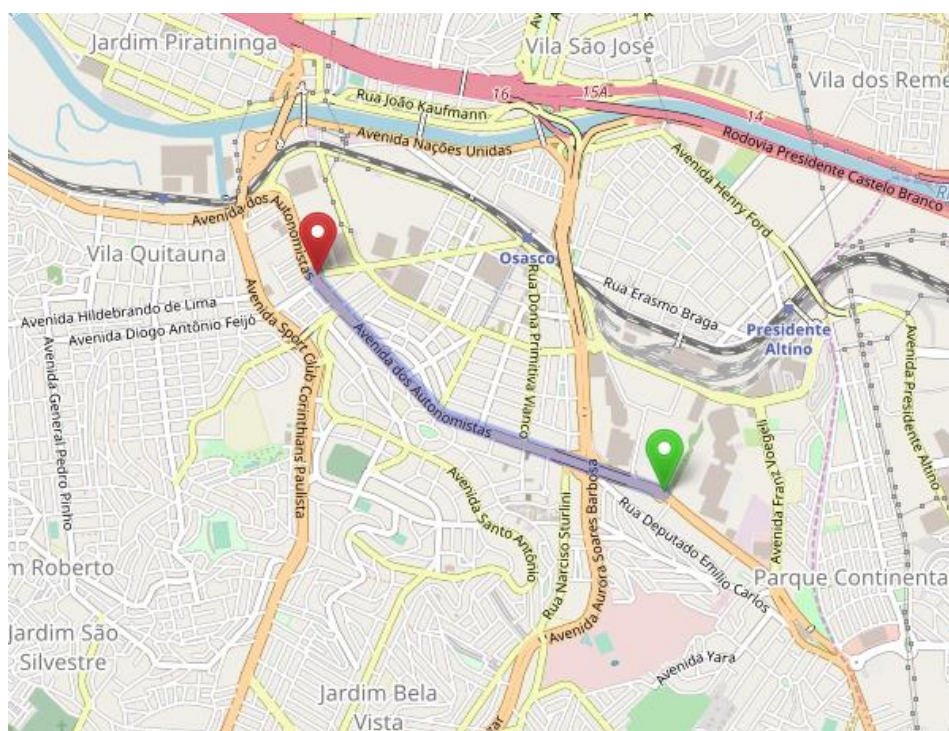 Jardim Piratininga
Vila São José
Vila dos Reme
16
15A
14
Rua João Kaufmann
Avenida Nações Unidas
Rodovia Presidente Castelo Branco
Avenida Henry Ford
Avenida dos Autonomistas
Vila Quitauna
Osasco
Rua Erasmo Braga
Presidente
Altino
Avenida Hildebrando de Lima
Avenida Diogo Antônio Feijó
Avenida General Pedro Pinho
Avenida Sport Club Corinthians Paulista
Avenida dos Autonomistas
Rua Dona Primitiva Vianco
Avenida Presidente Altino
Avenida Franz Voegeli
Avenida Santo Antônio
Rua Narciso Sturlini
Avenida Aurora Soares Barbosa
Rua Deputado Emílio Carlos
Parque Continenta
m Roberto
Jardim São
Silvestre
Avenida Yara
Jardim Bela
Vista
zar